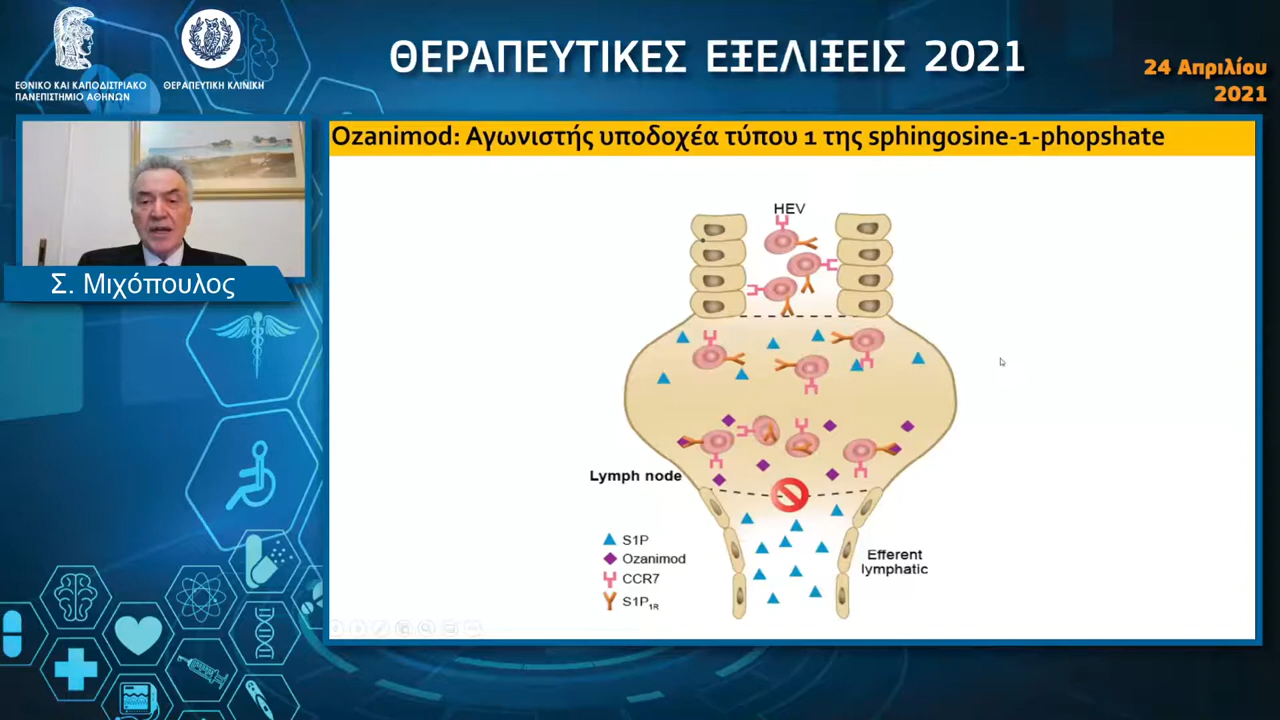 ΘΕΡΑΠΕΥΤΙΚΕΣ ΕΞΕΛΙΞΕΙΣ 2021
24 Απριλίου
2021
ΕΘΝΙΚΟ ΚΑΙ ΚΑΠΟΔΙΣΤΡΙΑΚΟ
ΠΑΝΕΠΙΣΤΗΜΙΟ ΑΘΗΝΩΝ
ΘΕΡΑΠΕΥΤΙΚΗ ΚΛΙΝΙΚΗ
Σ. Μιχόπουλος
Ozanimod: Αγωνιστής υποδοχέα τύπου 1 της sphingosine-1-phopshate
HEV
Lymph node
S1P
Ozanimod
CCR7
S1P1R
Efferent
lymphatic